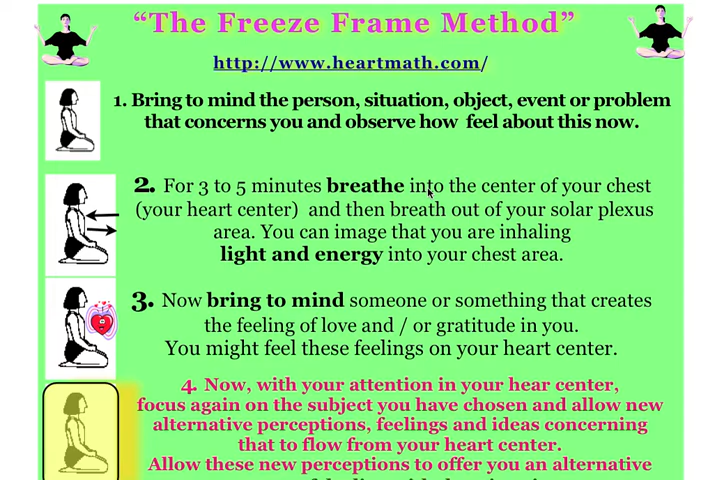 “The Freeze Frame Method”
http://www.heartmath.com/
1. Bring to mind the person, situation, object, event or problem
that concerns you and observe how feel about this now.
2. For 3 to 5 minutes breathe into the center of your chest
(your heart center) and then breath out of your solar plexus
area. You can image that you are inhaling
light and energy into your chest area.
3. Now bring to mind someone or something that creates
the feeling of love and / or gratitude in you.
You might feel these feelings on your heart center.
4. Now, with your attention in your hear center,
focus again on the subject you have chosen and allow new
alternative perceptions, feelings and ideas concerning
that to flow from your heart center.
Allow these new perceptions to offer you an alternative